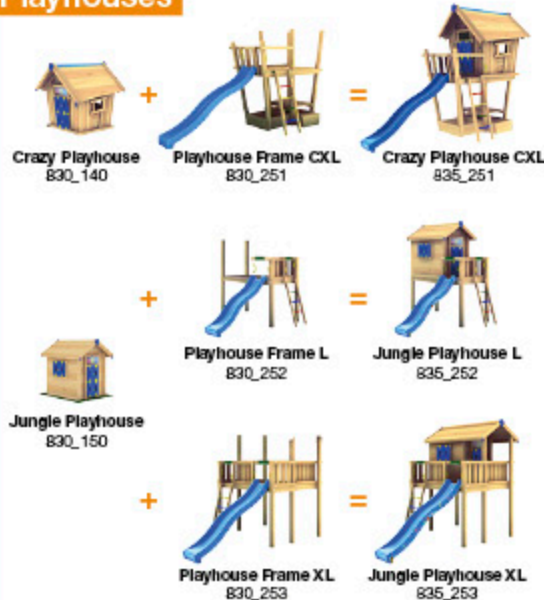 Playhouses
+ =
Crazy Playhouse
830_140
Playhouse Frame CXL
830_251
Crazy Playhouse CXL
835_251
+ =
Playhouse Frame L
830_252
Jungle Playhouse L
835_252
Jungle Playhouse
830_150
+ =
Playhouse Frame XL
830_253
Jungle Playhouse XL
835_253